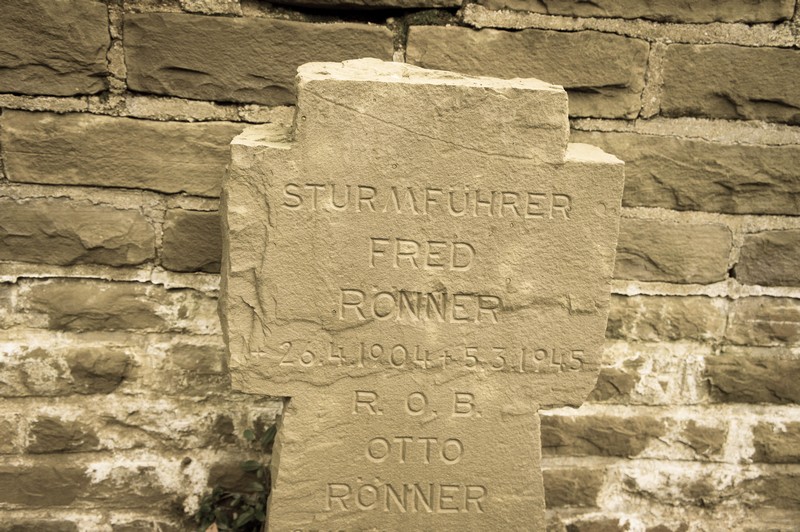 STURMFÜHRER
FRED
RÖNNER
+ 26.4.1904 + 5.3.1945
R. O. B.
OTTO
RÖNNER